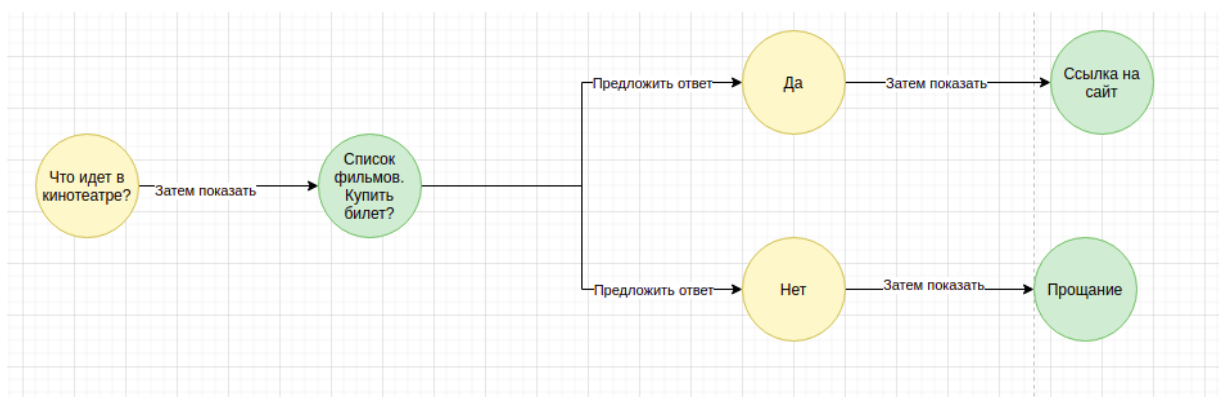 Что идет в
кинотеатре?
Затем показать
Список
фильмов.
Купить
билет?
Предложить ответ
Да
Затем показать
Ссылка на
сайт
Предложить ответ
Нет
Затем показать
Прощание